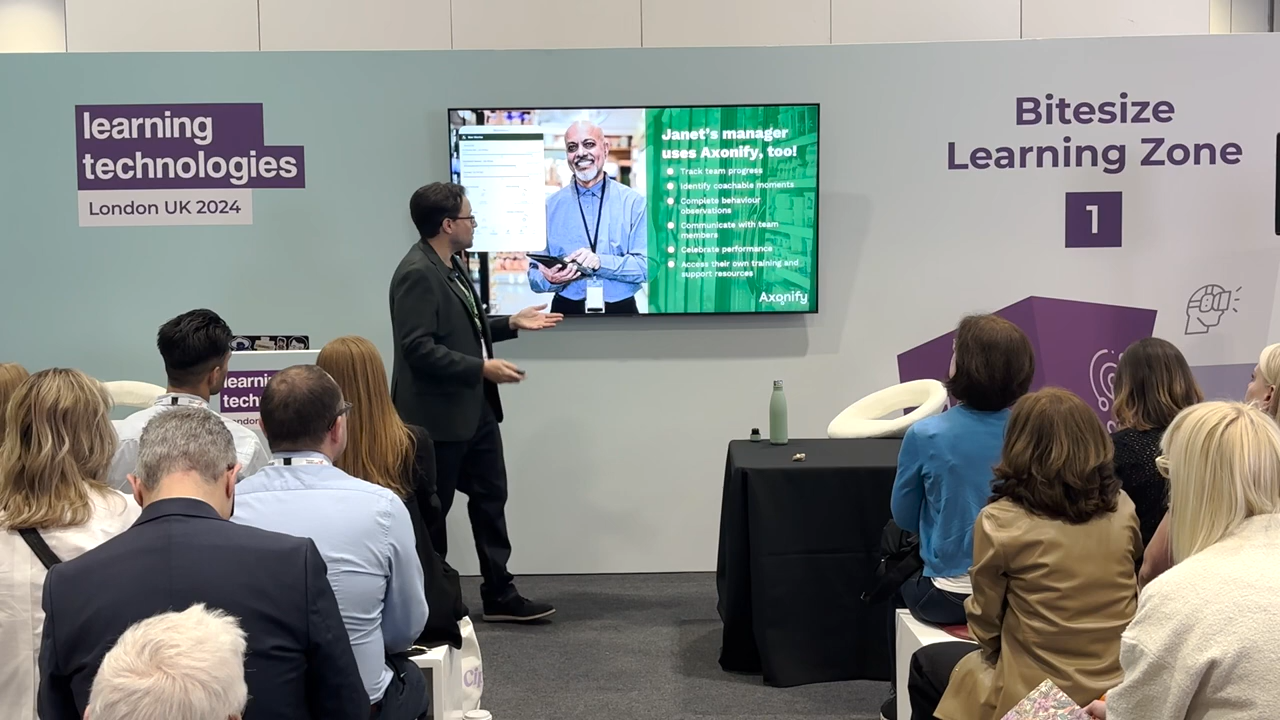 learning
technologies
London UK 2024
Janet's manager
uses Axonify, too!
Track team progress
Identify coachable moments
Complete behaviour
observations
Communicate with team
members
Celebrate performance
Access their own training and
support resources
Axonify
Bitesize
Learning Zone
1
learni
tech
ondon